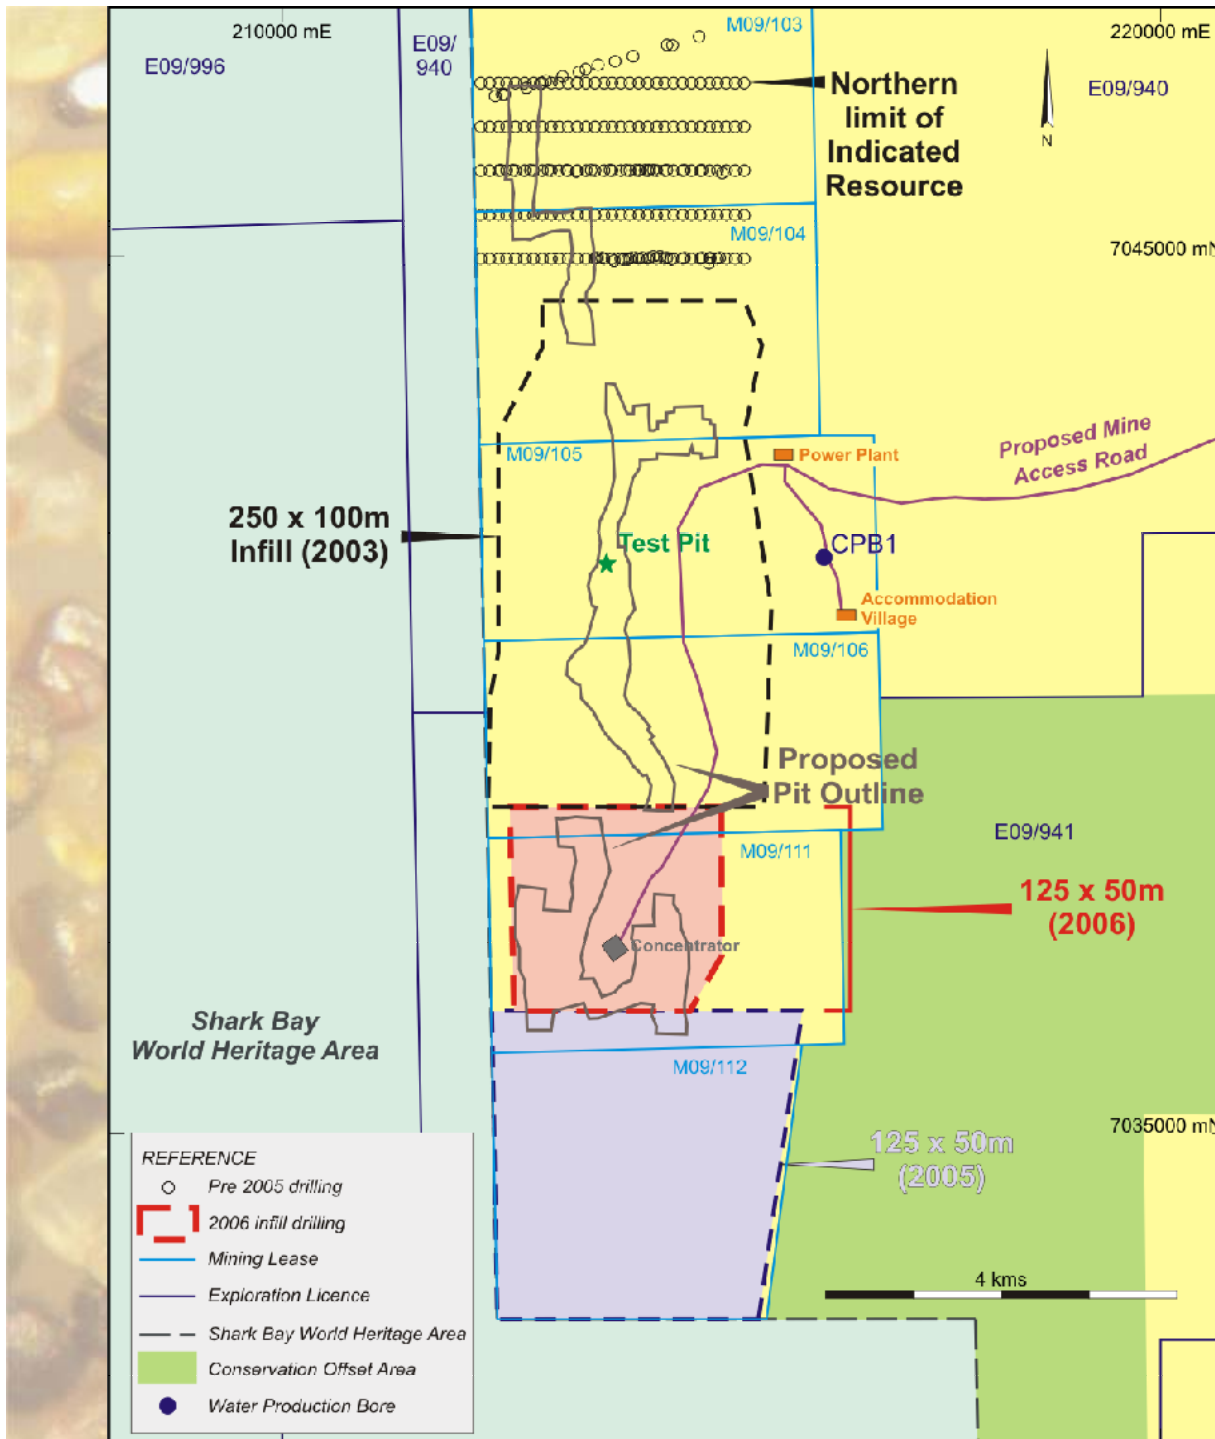 210000 mE
M09/103
220000 mE
E09/996
E09/
940
E09/940
Northern
limit of
Indicated
Resource
N
M09/104
7045000 mN
Proposed Mine
Access Road
M09/105
Power Plant
250 x 100m
Infill (2003)
Test Pit
CPB1
Accommodation
Village
M09/106
Proposed
Pit Outline
E09/941
M09/111
125 x 50m
(2006)
Concentrator
Shark Bay
World Heritage Area
M09/112
7035000 mN
125 x 50m
(2005)
REFERENCE
Pre 2005 drilling
2006 infill drilling
Mining Lease
Exploration Licence
Shark Bay World Heritage Area
Conservation Offset Area
Water Production Bore
4 kms